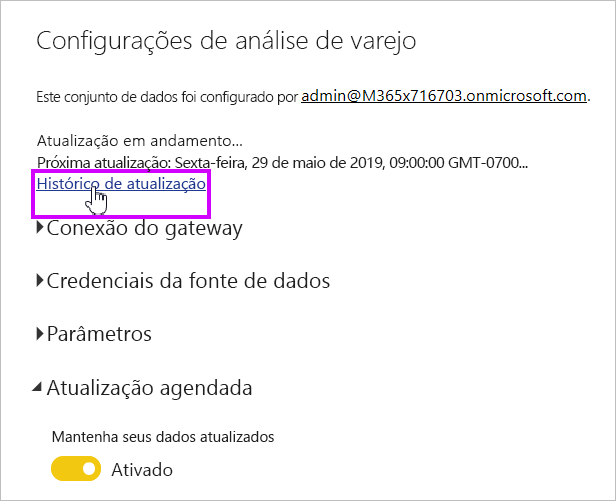 Configurações de análise de varejo
Este conjunto de dados foi configurado por admin@M365x716703.onmicrosoft.com.
Atualização em andamento...
Próxima atualização: Sexta-feira, 29 de maio de 2019, 09:00:00 GMT-0700...
Histórico de atualização
Conexão do gateway
Credenciais da fonte de dados
Parâmetros
Atualização agendada
Mantenha seus dados atualizados
Ativado